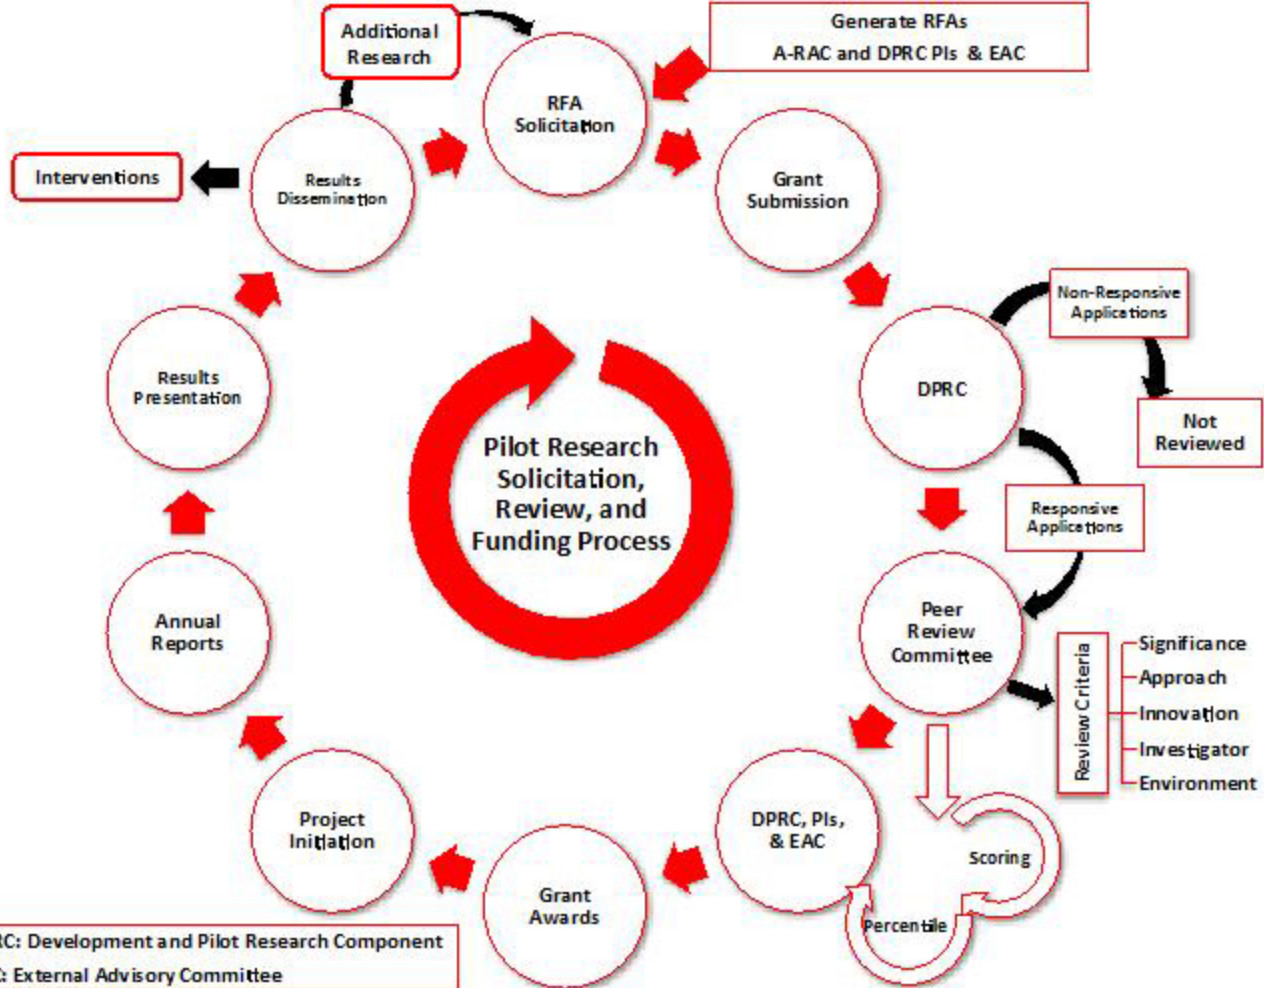 Additional
Research
Generate RFAs
A-RAC and DPRC PIs & EAC
RFA
Solicitation
Grant
Submission
Results
Dissemination
Interventions
Non-Responsive
Applications
DPRC
Not
Reviewed
Results
Presentation
Pilot Research
Solicitation,
Review, and
Funding Process
Responsive
Applications
Peer
Review
Committee
Annual
Reports
Review Criteria
Significance
Approach
Innovation
Investigator
Environment
DPRC, PIs,
& EAC
Scoring
Percentile
Project
Initiation
Grant
Awards
RC: Development and Pilot Research Component
C: External Advisory Committee